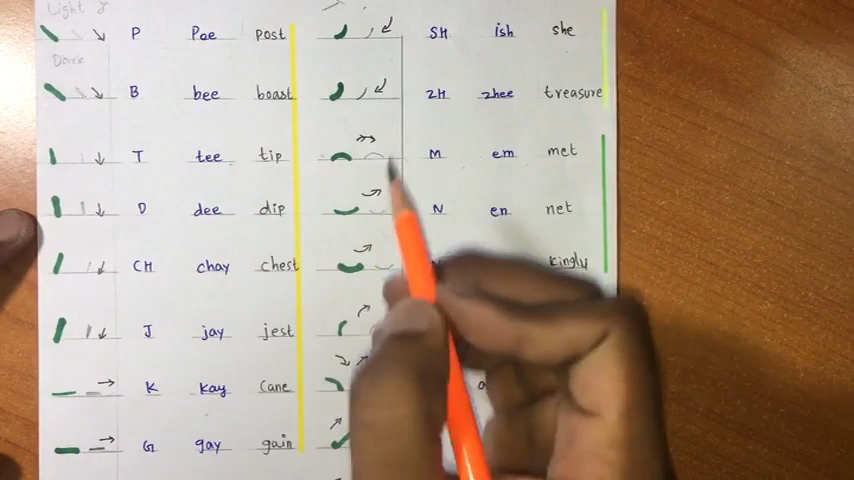 Light
P Pee post
Dark
B bee boast
T tee tip
D dee dip
CH chay chest
J jay jest
K kay Cane
G gay gain
SH ish she
ZH zhee treasure
M em met
N en net
kingly